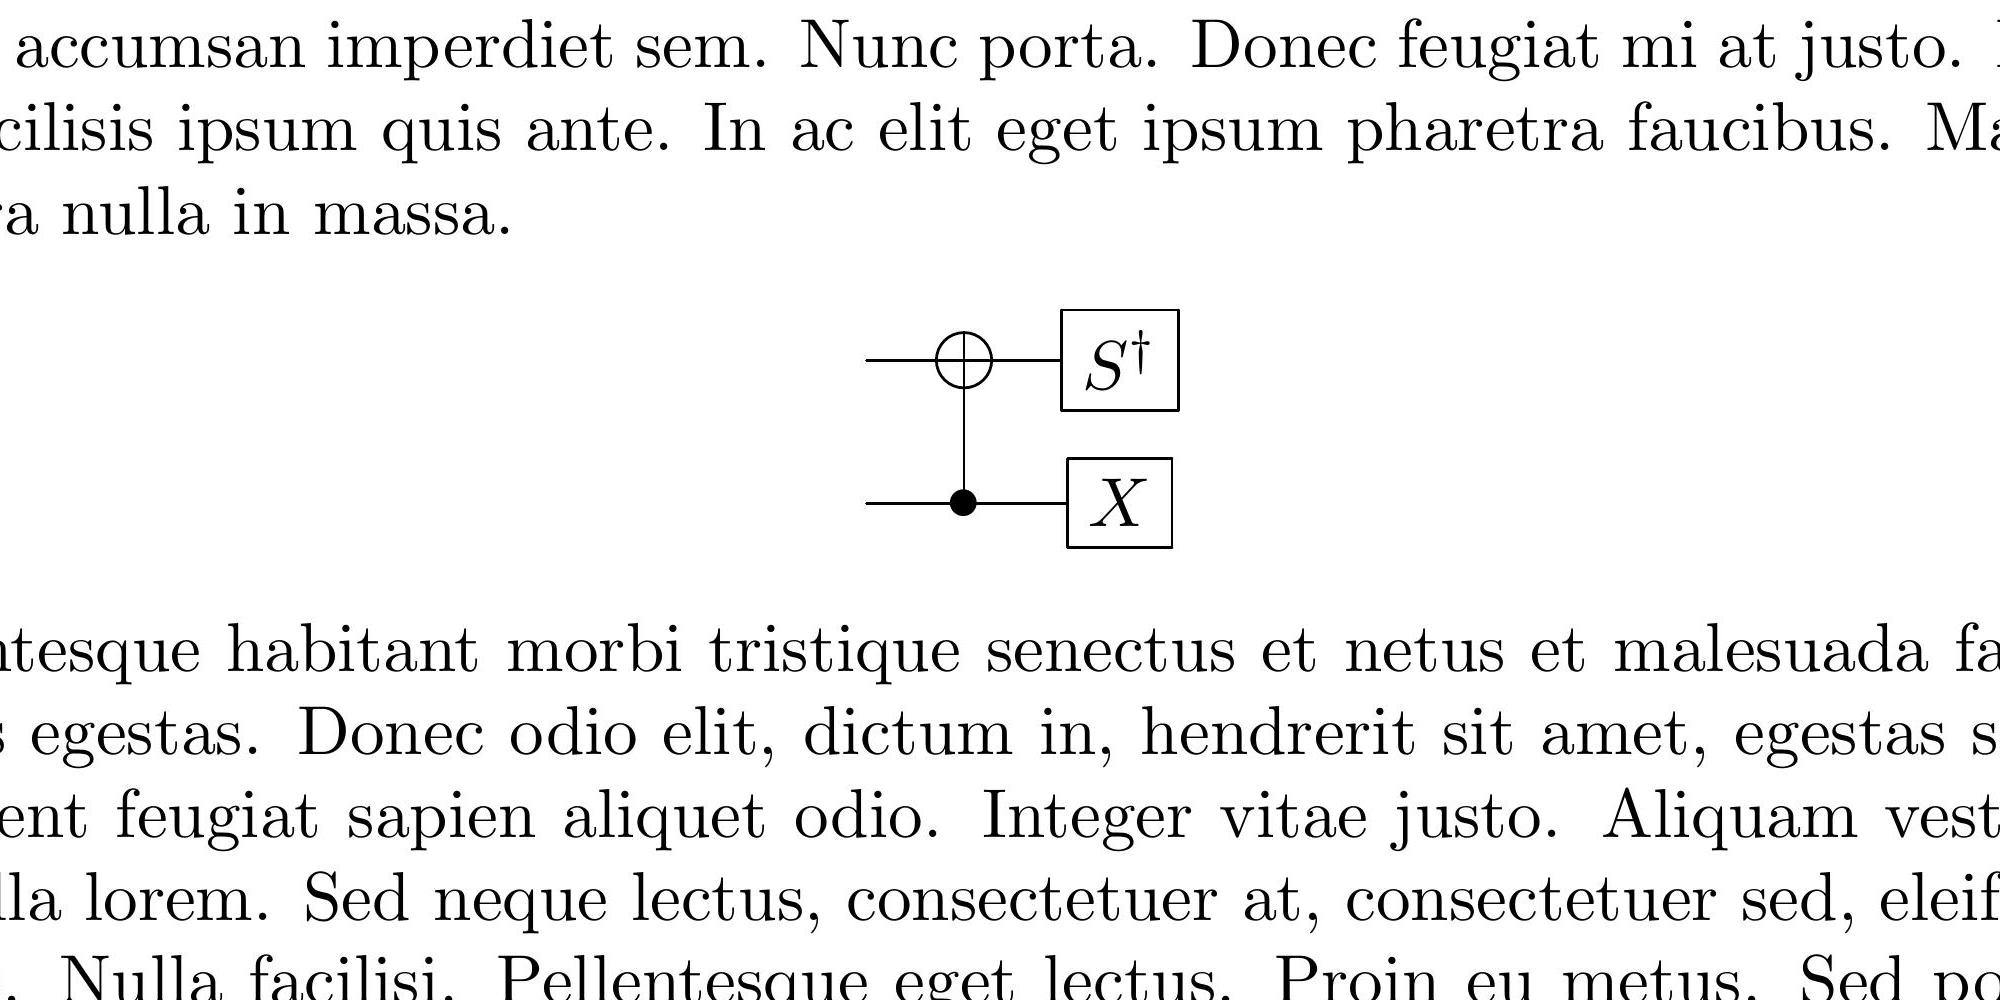 accumsan imperdiet sem. Nunc porta. Donec feugiat mi at justo.
cilisis ipsum quis ante. In ac elit eget ipsum pharetra faucibus. Ma
ra nulla in massa.
S†
X
ntesque habitant morbi tristique senectus et netus et malesuada fa
s egestas. Donec odio elit, dictum in, hendrerit sit amet, egestas s
ent feugiat sapien aliquet odio. Integer vitae justo. Aliquam vest
lla lorem. Sed neque lectus, consectetuer at, consectetuer sed, eleif
. Nulla facilisi. Pellentesque eget lectus. Proin eu metus. Sed po